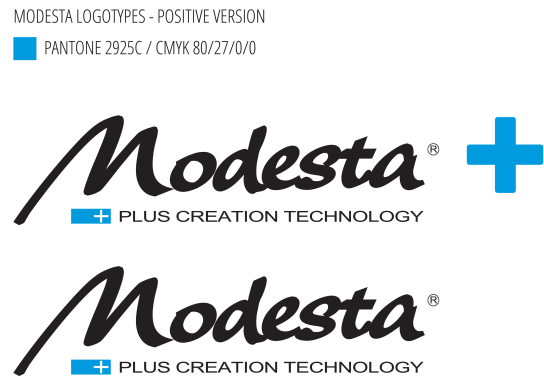 MODESTA LOGOTYPES - POSITIVE VERSION
PANTONE 2925C / CMYK 80/27/0/0
Modesta®
PLUS CREATION TECHNOLOGY
Modesta®
PLUS CREATION TECHNOLOGY